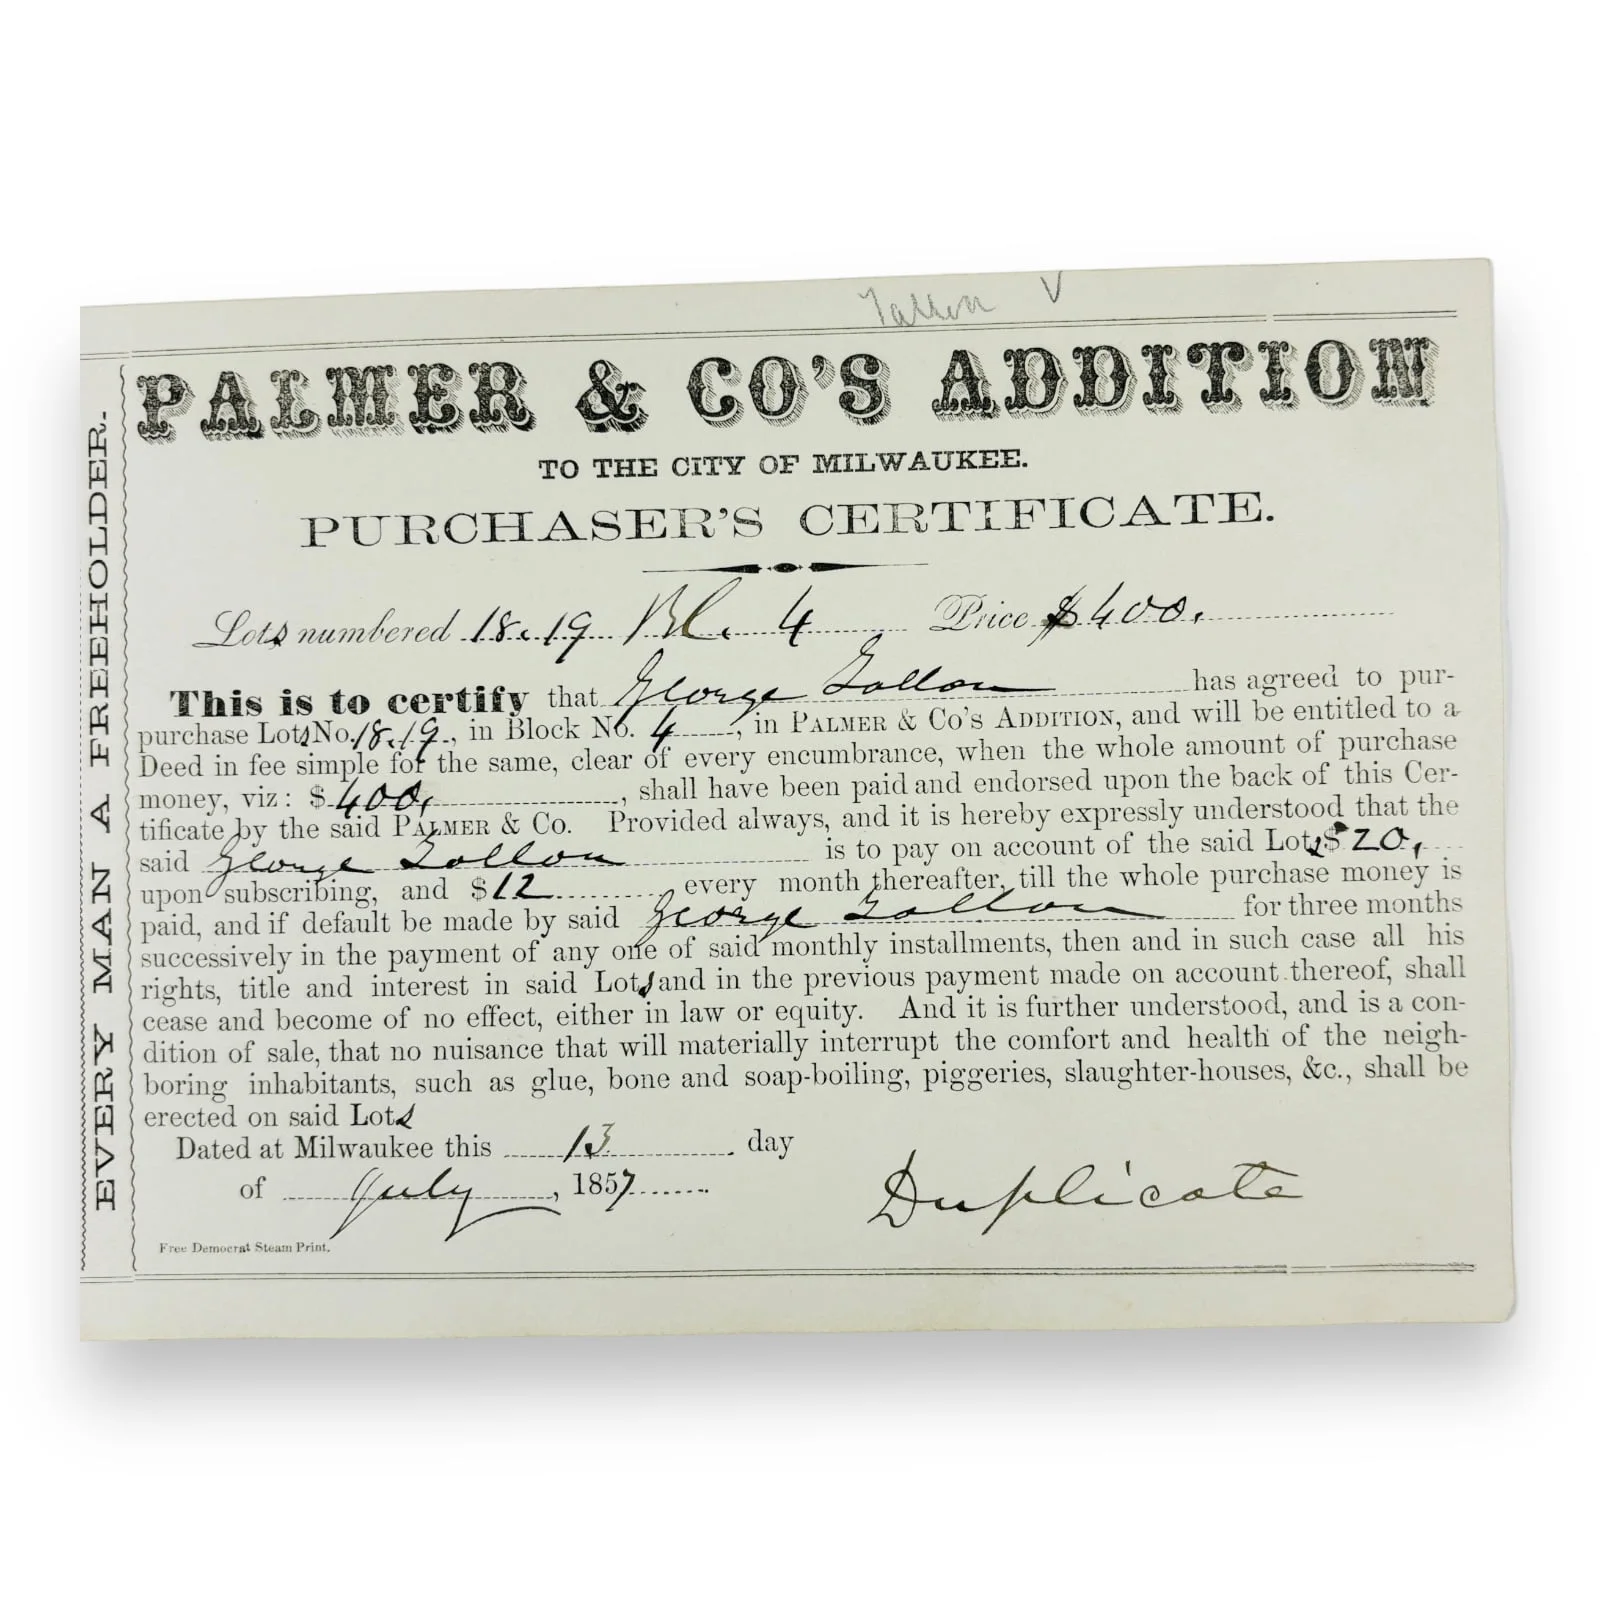 Tallon V
PALMER & CO'S ADDITION
TO THE CITY OF MILWAUKEE.
PURCHASER'S CERTIFICATE.
EVERY MAN A FREEHOLDER.
Lots numbered 18.19 Bl. 4 Price $400.
This is to certify that George Tallon has agreed to pur-
purchase Lots No. 18.19, in Block No. 4, in PALMER & CO'S ADDITION, and will be entitled to a
Deed in fee simple for the same, clear of every encumbrance, when the whole amount of purchase
money, viz: $400, shall have been paid and endorsed upon the back of this Cer-
tificate by the said PALMER & CO. Provided always, and it is hereby expressly understood that the
said George Tallon is to pay on account of the said Lots $20,
upon subscribing, and $12 every month thereafter, till the whole purchase money is
paid, and if default be made by said George Tallon for three months
successively in the payment of any one of said monthly installments, then and in such case all his
rights, title and interest in said Lots and in the previous payment made on account thereof, shall
cease and become of no effect, either in law or equity. And it is further understood, and is a con-
dition of sale, that no nuisance that will materially interrupt the comfort and health of the neigh-
boring inhabitants, such as glue, bone and soap-boiling, piggeries, slaughter-houses, &c., shall be
erected on said Lots
Dated at Milwaukee this 13 day
of July, 1857
Duplicate
Free Democrat Steam Print.